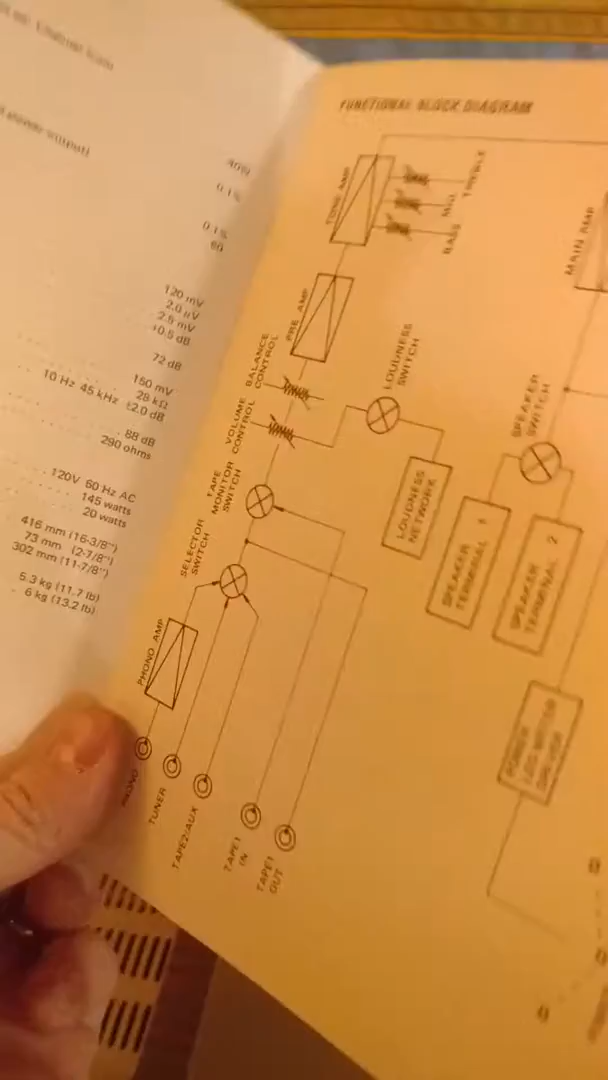 40W
0.1%
0.1%
60
120 mV
2.0 uV
2.5 mV
+0.5 dB
72 dB
150 mV
28 kΩ
10 Hz 45 kHz ±2.0 dB
88 dB
290 ohms
120V 60 Hz AC
145 watts
20 watts
416 mm (16-3/8")
73 mm (2-7/8")
302 mm (11-7/8")
5.3 kg (11.7 lb)
6 kg (13.2 lb)
FUNCTIONAL BLOCK DIAGRAM
TONE AMP
TREBLE
MID
BASS
MAIN AMP
PRE AMP
BALANCE
CONTROL
VOLUME
CONTROL
LOUDNESS
SWITCH
SPEAKER
SWITCH
TAPE
MONITOR
SWITCH
LOUDNESS
NETWORK
SPEAKER
TERMINAL 1
SPEAKER
TERMINAL 2
SELECTOR
SWITCH
PHONO AMP
POWER
PHONO
TUNER
TAPE2/AUX
TAPE1
IN
TAPE1
OUT